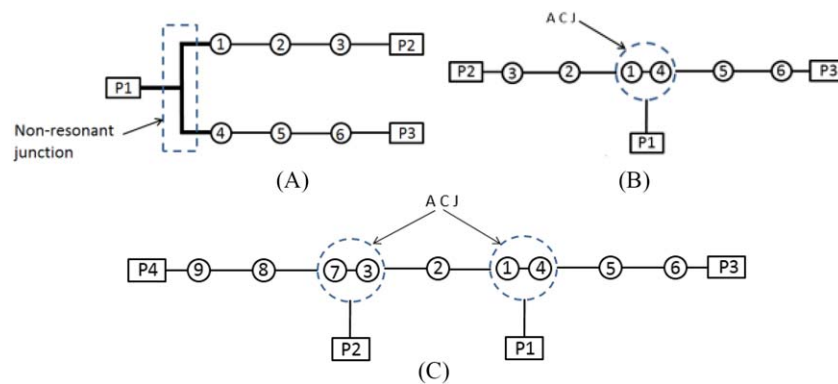 P1
Non-resonant
junction
1 2 3 P2
4 5 6 P3
(A)
A C J
P2 3 2 1 4 5 6 P3
P1
(B)
A C J
P4 9 8 7 3 2 1 4 5 6 P3
P2 P1
(C)